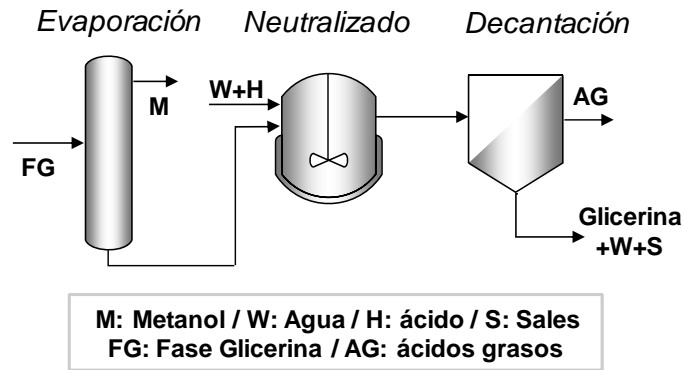 Evaporación Neutralizado Decantación
M
W+H
AG
FG
Glicerina
+W+S
M: Metanol / W: Agua / H: ácido / S: Sales
FG: Fase Glicerina / AG: ácidos grasos